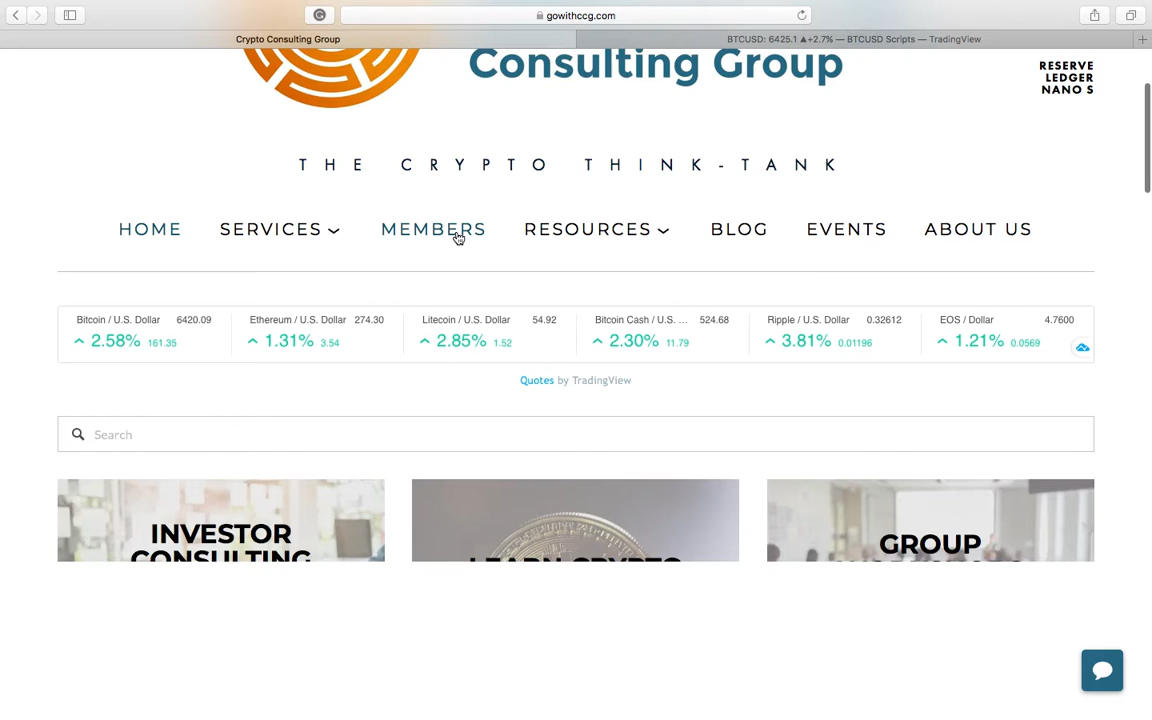 gowithccg.com
Crypto Consulting Group
BTCUSD: 6425.1 ▲+2.7% — BTCUSD Scripts — TradingView
Consulting Group
RESERVE
LEDGER
NANO S
THE CRYPTO THINK-TANK
HOME SERVICES MEMBERS RESOURCES BLOG EVENTS ABOUT US
Bitcoin / U.S. Dollar 6420.09 Ethereum / U.S. Dollar 274.30 Litecoin / U.S. Dollar 54.92 Bitcoin Cash / U.S. ... 524.68 Ripple / U.S. Dollar 0.32612 EOS / Dollar 4.7600
2.58% 161.35 1.31% 3.54 2.85% 1.52 2.30% 11.79 3.81% 0.01196 1.21% 0.0569
Quotes by TradingView
Search
INVESTOR
CONSULTING
LEARN CRYPTO
GROUP